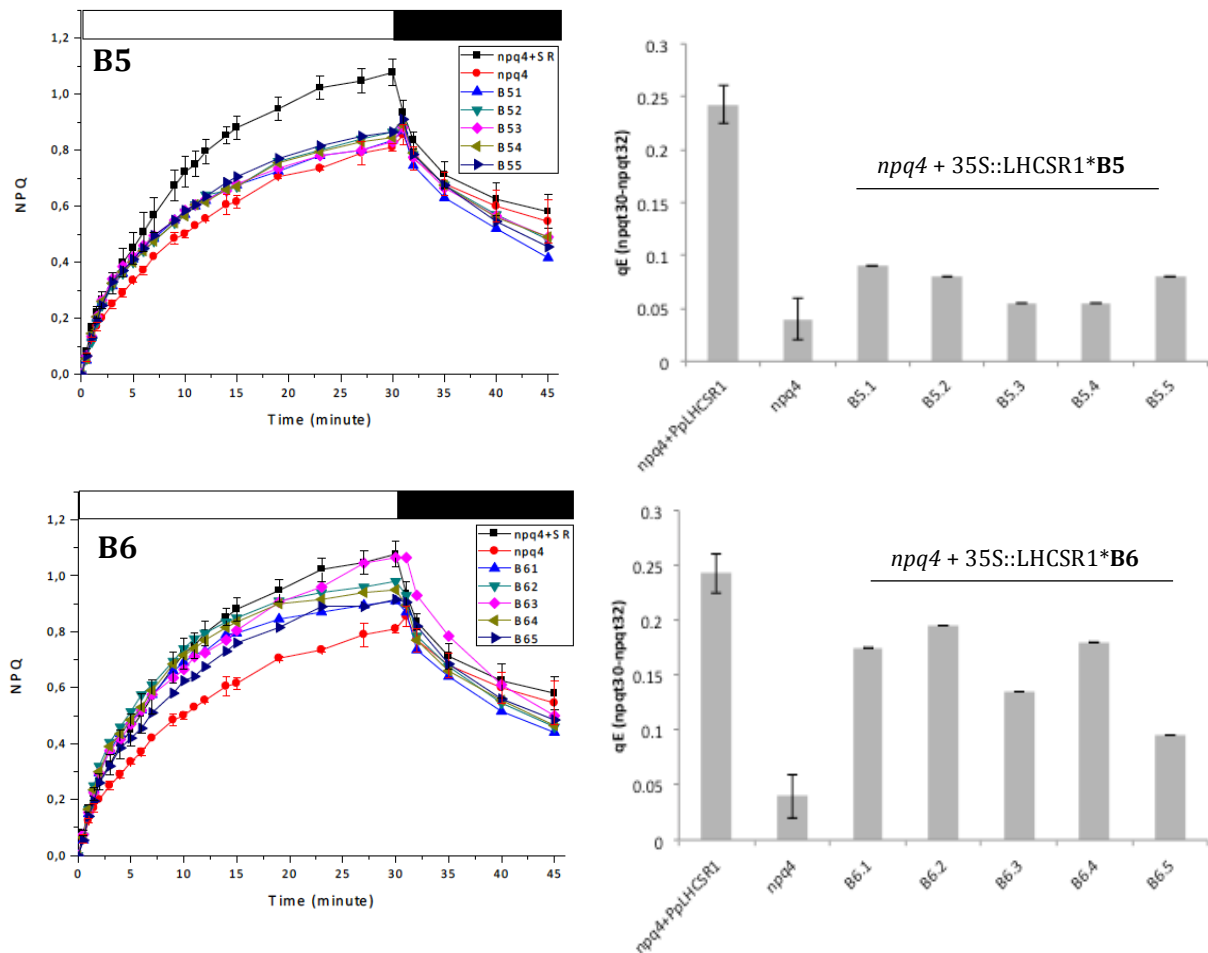 B5
NPQ
1,2
1,0
0,8
0,6
0,4
0,2
0,0
0 5 10 15 20 25 30 35 40 45
Time (minute)
npq4+SR
npq4
B51
B52
B53
B54
B55
qE (npqt30-npqt32)
0.3
0.25
0.2
0.15
0.1
0.05
0
npq4 + 35S::LHCSR1*B5
npq4+PpLHCSR1
npq4
B5.1
B5.2
B5.3
B5.4
B5.5
B6
NPQ
1,2
1,0
0,8
0,6
0,4
0,2
0,0
0 5 10 15 20 25 30 35 40 45
Time (minute)
npq4+SR
npq4
B61
B62
B63
B64
B65
qE (npqt30-npqt32)
0.3
0.25
0.2
0.15
0.1
0.05
0
npq4 + 35S::LHCSR1*B6
npq4+PpLHCSR1
npq4
B6.1
B6.2
B6.3
B6.4
B6.5